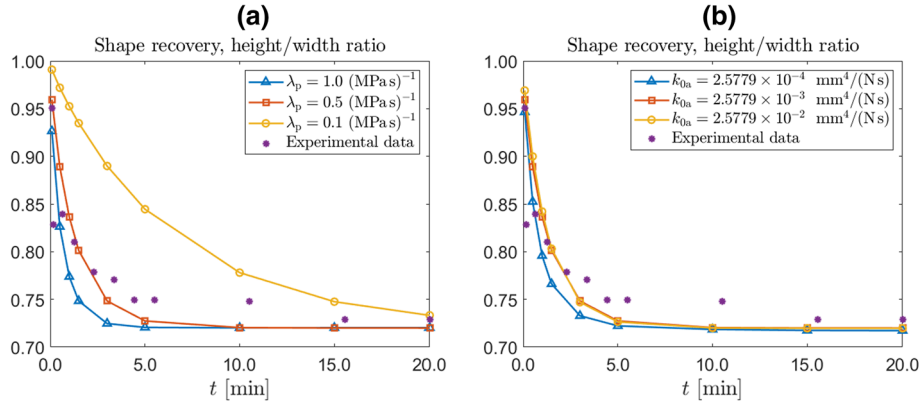 (a)
Shape recovery, height/width ratio
1.00
0.95
0.90
0.85
0.80
0.75
0.70
λp = 1.0 (MPa s)⁻¹
λp = 0.5 (MPa s)⁻¹
λp = 0.1 (MPa s)⁻¹
Experimental data
0.0 5.0 10.0 15.0 20.0
t [min]
(b)
Shape recovery, height/width ratio
1.00
0.95
0.90
0.85
0.80
0.75
0.70
k0a = 2.5779 × 10⁻⁴ mm⁴/(N s)
k0a = 2.5779 × 10⁻³ mm⁴/(N s)
k0a = 2.5779 × 10⁻² mm⁴/(N s)
Experimental data
0.0 5.0 10.0 15.0 20.0
t [min]